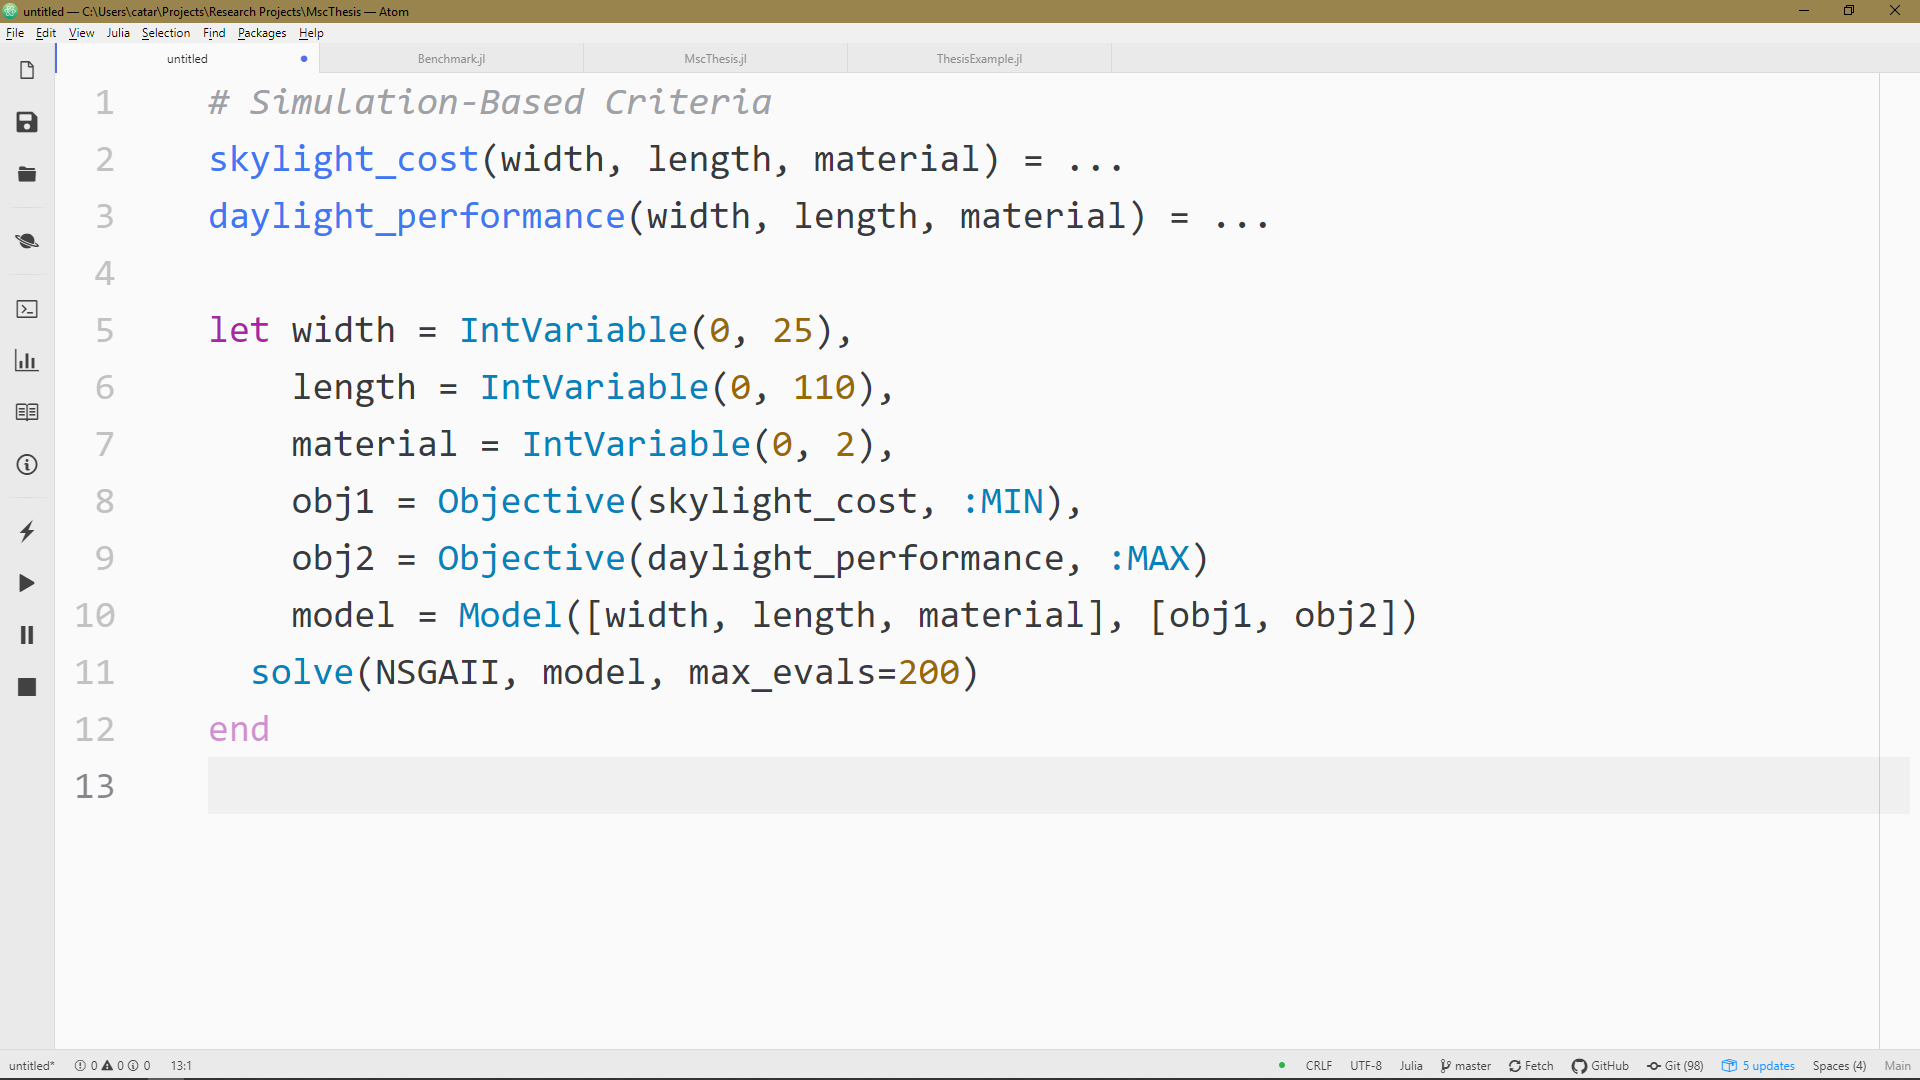 untitled — C:\Users\catar\Projects\Research Projects\MscThesis — Atom
File Edit View Julia Selection Find Packages Help
untitled Benchmark.jl MscThesis.jl ThesisExample.jl
1 # Simulation-Based Criteria
2 skylight_cost(width, length, material) = ...
3 daylight_performance(width, length, material) = ...
4
5 let width = IntVariable(0, 25),
6 length = IntVariable(0, 110),
7 material = IntVariable(0, 2),
8 obj1 = Objective(skylight_cost, :MIN),
9 obj2 = Objective(daylight_performance, :MAX)
10 model = Model([width, length, material], [obj1, obj2])
11 solve(NSGAII, model, max_evals=200)
12 end
13
untitled* 0 0 0 13:1 CRLF UTF-8 Julia master Fetch GitHub Git (98) 5 updates Spaces (4) Main